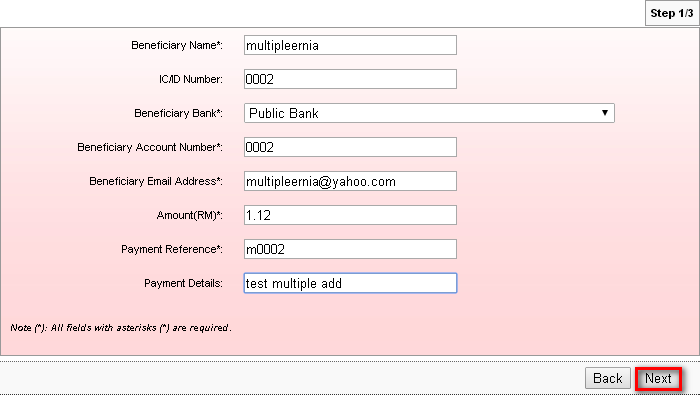 Step 1/3
Beneficiary Name*: multipleernia
IC/ID Number: 0002
Beneficiary Bank*: Public Bank
Beneficiary Account Number*: 0002
Beneficiary Email Address*: multipleernia@yahoo.com
Amount(RM)*: 1.12
Payment Reference*: m0002
Payment Details: test multiple add
Note (*): All fields with asterisks (*) are required.
Back Next